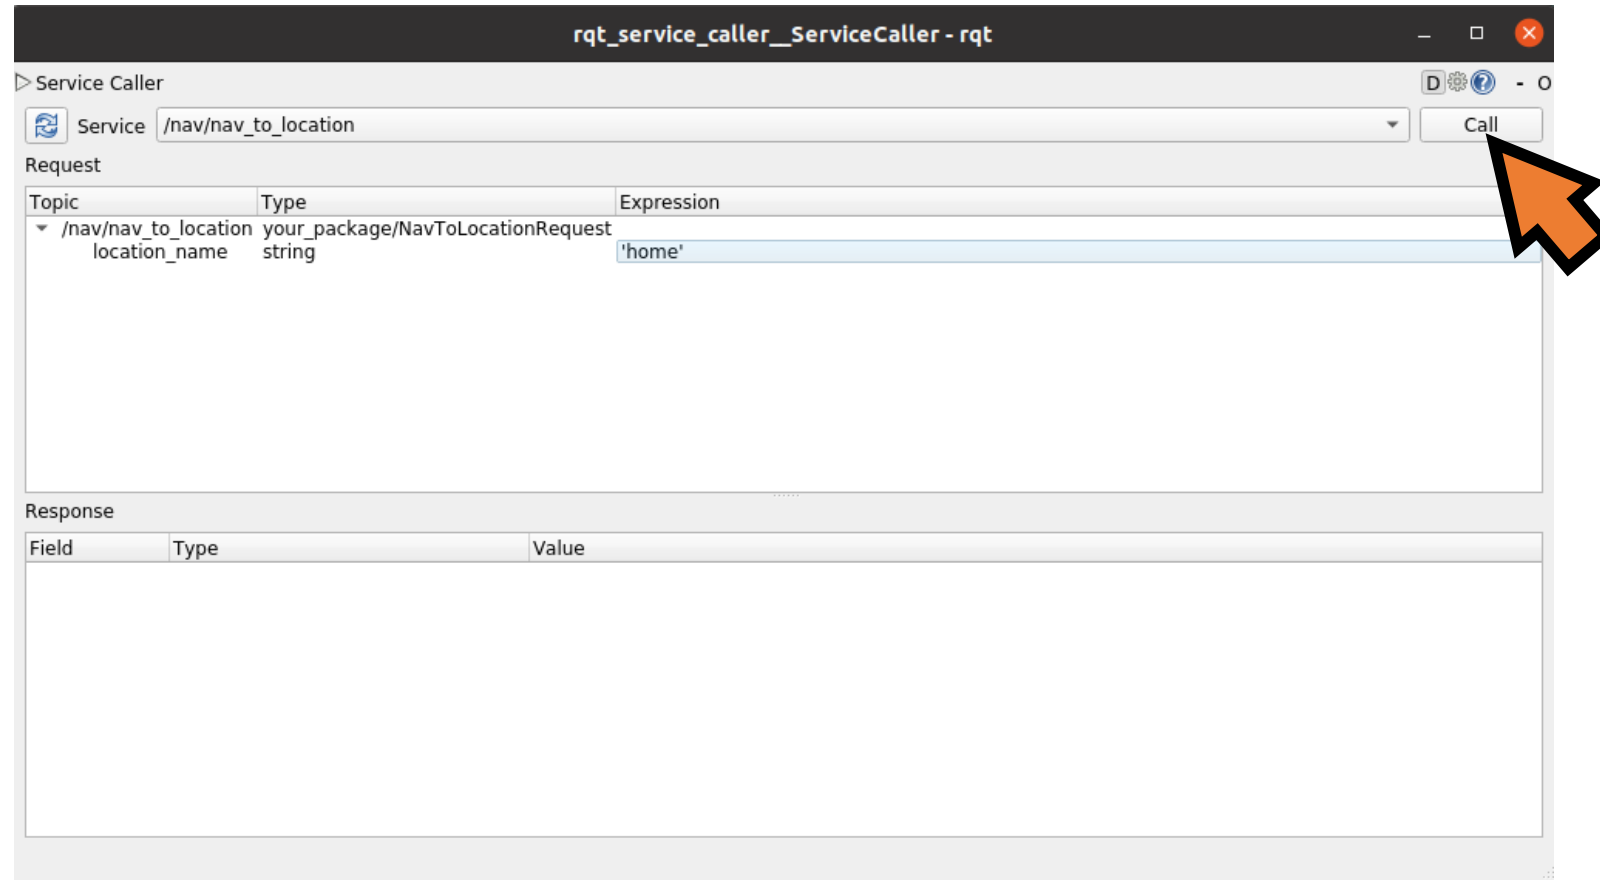 rqt_service_caller__ServiceCaller - rqt
Service Caller D ? - O
Service /nav/nav_to_location Call
Request
Topic Type Expression
/nav/nav_to_location your_package/NavToLocationRequest
location_name string 'home'
Response
Field Type Value